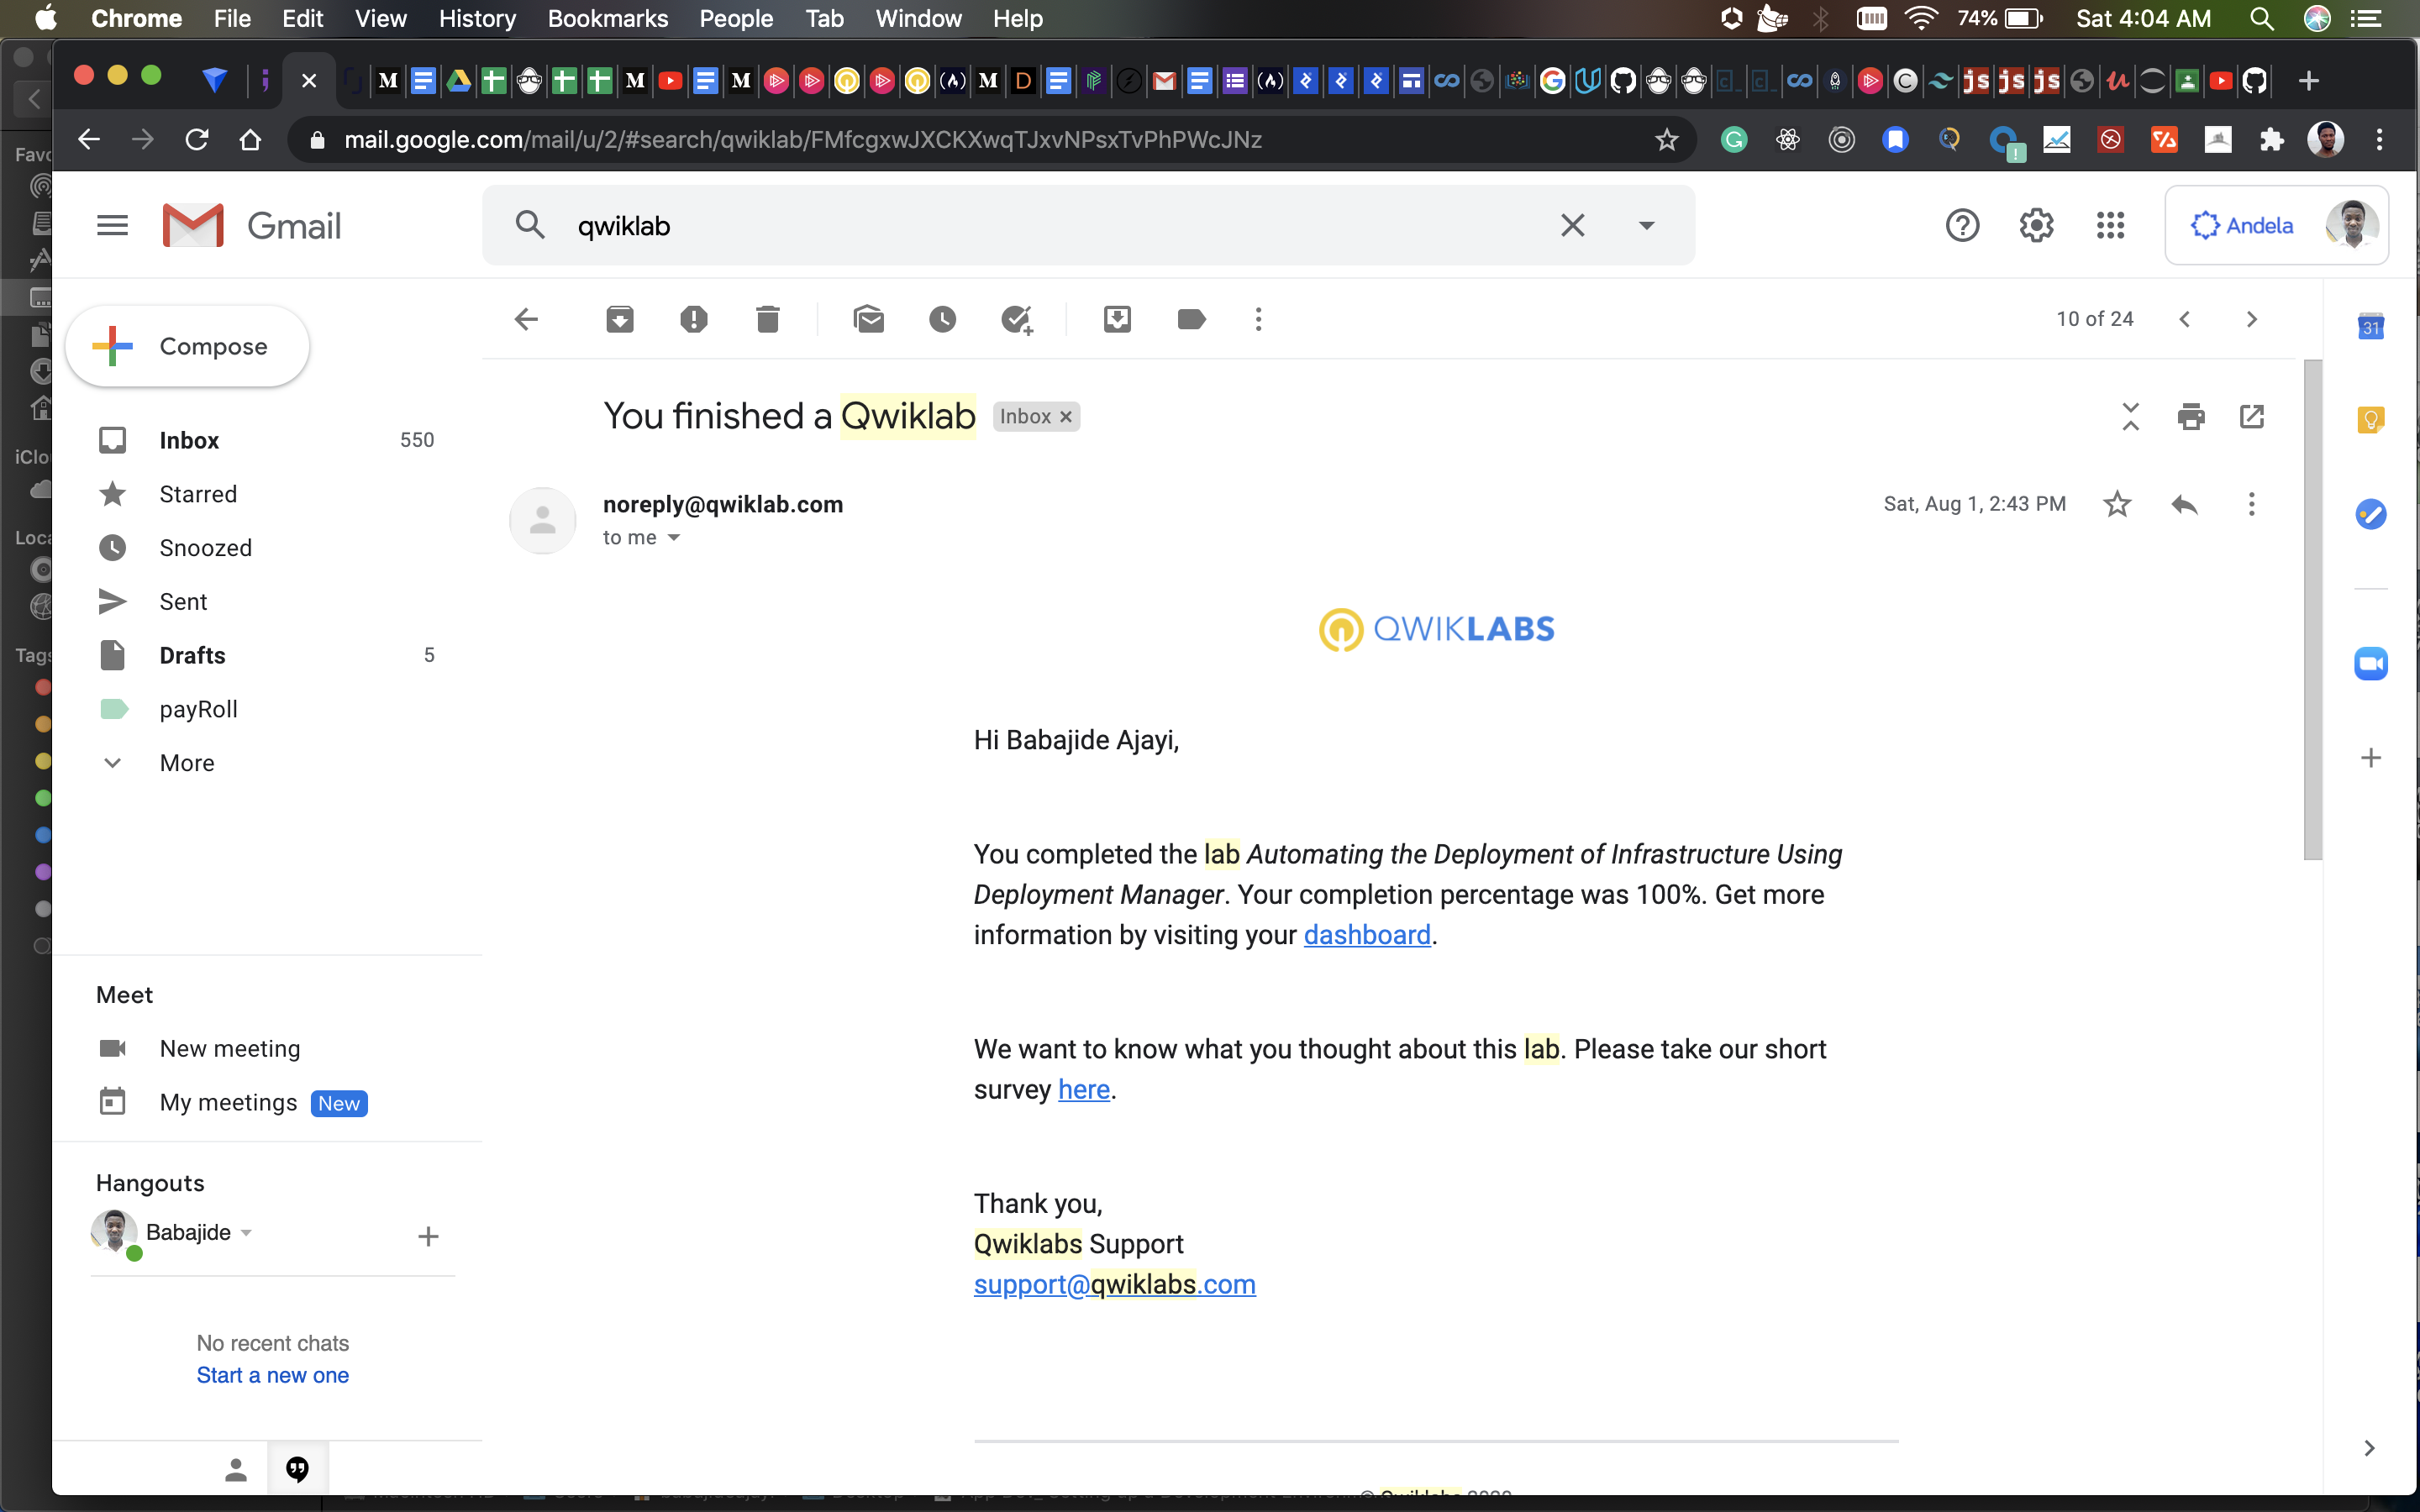 Chrome File Edit View History Bookmarks People Tab Window Help 74% Sat 4:04 AM
mail.google.com/mail/u/2/#search/qwiklab/FMfcgxwJXCKXwqTJxvNPsxTvPhPWcJNz
Favo
iClo
Loca
Tags
Gmail
qwiklab
Andela
Compose
10 of 24
31
Inbox 550
Starred
Snoozed
Sent
Drafts 5
payRoll
More
Meet
New meeting
My meetings New
Hangouts
Babajide
No recent chats
Start a new one
You finished a Qwiklab Inbox ×
noreply@qwiklab.com
Sat, Aug 1, 2:43 PM
to me
QWIKLABS
Hi Babajide Ajayi,
You completed the lab Automating the Deployment of Infrastructure Using
Deployment Manager. Your completion percentage was 100%. Get more
information by visiting your dashboard.
We want to know what you thought about this lab. Please take our short
survey here.
Thank you,
Qwiklabs Support
support@qwiklabs.com